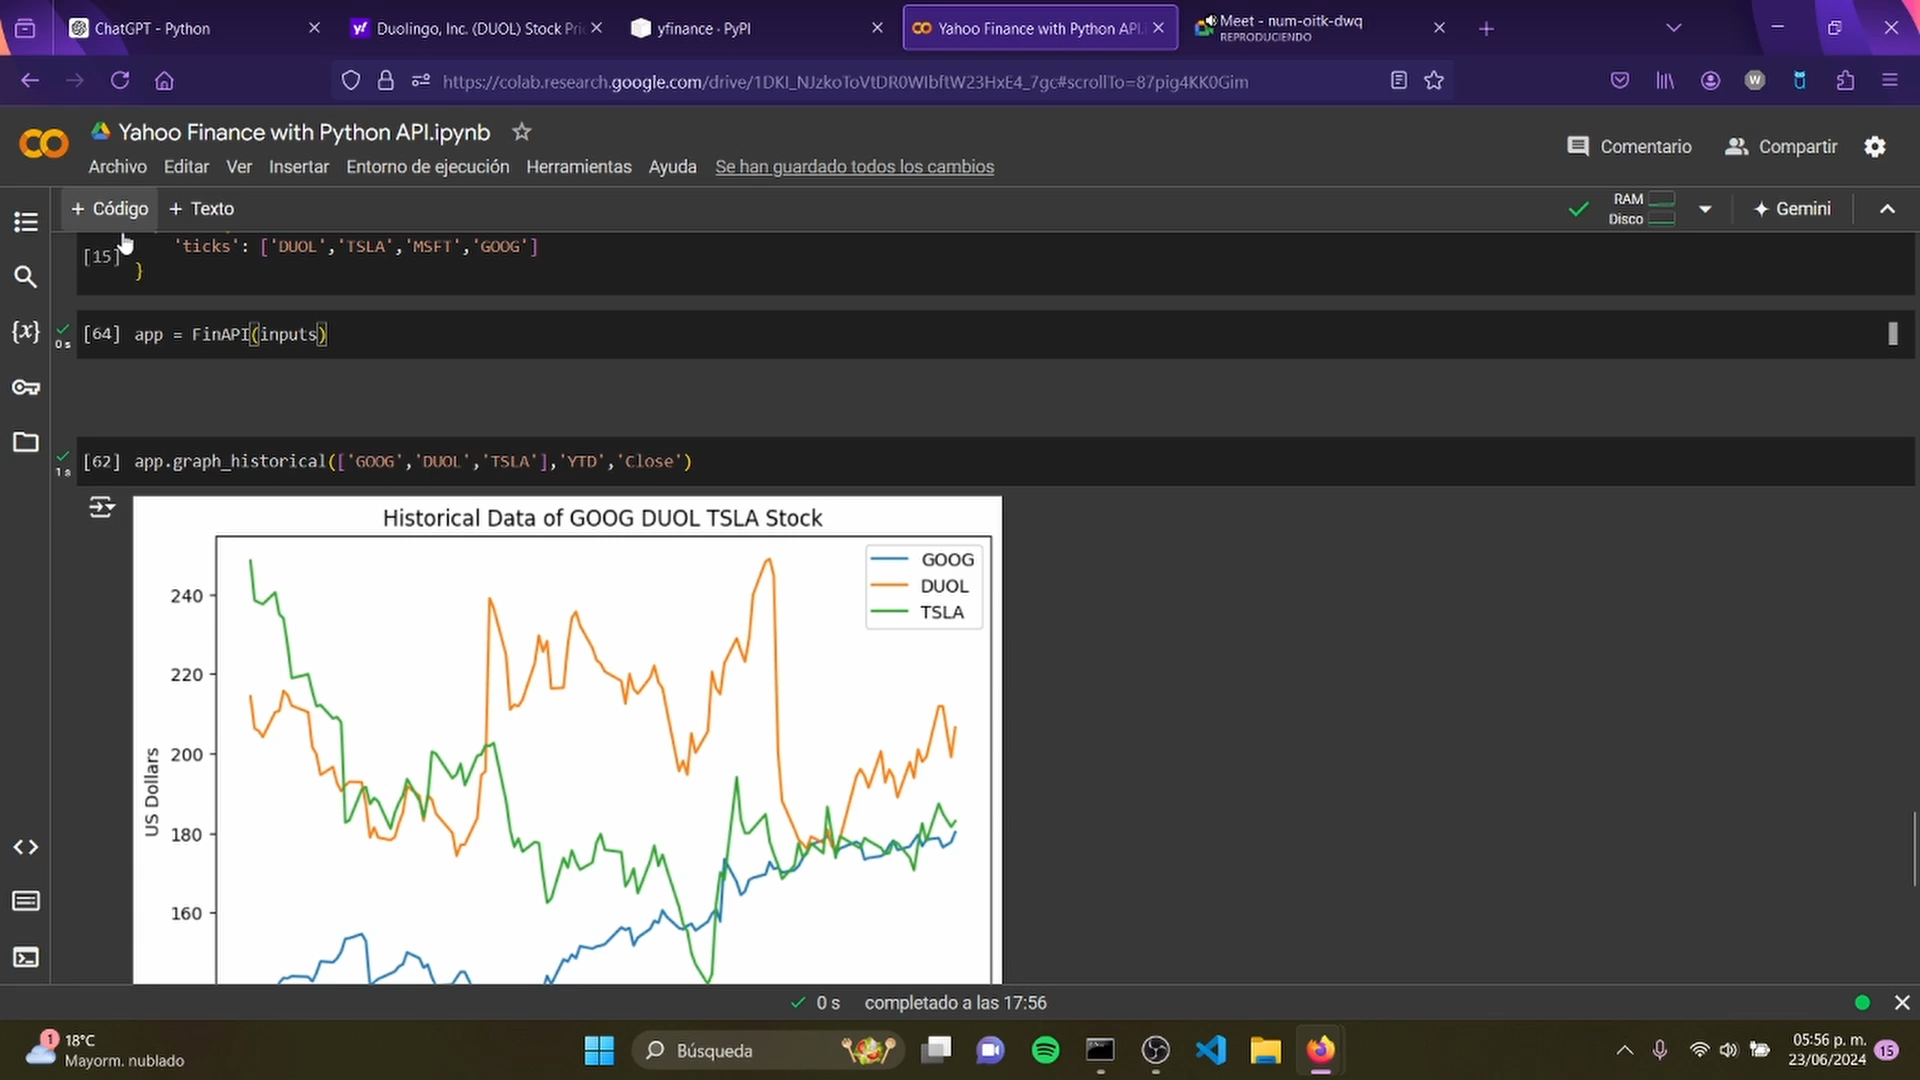 ChatGPT - Python
Duolingo, Inc. (DUOL) Stock Pri
yfinance · PyPI
Yahoo Finance with Python API.
Meet - num-oitk-dwq
REPRODUCIENDO
https://colab.research.google.com/drive/1DKI_NJzkoToVtDR0WIbftW23HxE4_7gc#scrollTo=87pig4KK0Gim
W
Yahoo Finance with Python API.ipynb
Comentario
Compartir
Archivo Editar Ver Insertar Entorno de ejecución Herramientas Ayuda Se han guardado todos los cambios
+ Código + Texto
RAM
Disco
Gemini
'ticks': ['DUOL','TSLA','MSFT','GOOG']
[15]
}
[64] app = FinAPI(inputs)
0 s
[62] app.graph_historical(['GOOG','DUOL','TSLA'],'YTD','Close')
1 s
Historical Data of GOOG DUOL TSLA Stock
GOOG
DUOL
TSLA
240
220
200
180
160
US Dollars
0 s completado a las 17:56
1
18°C
Mayorm. nublado
Búsqueda
05:56 p. m.
23/06/2024
15